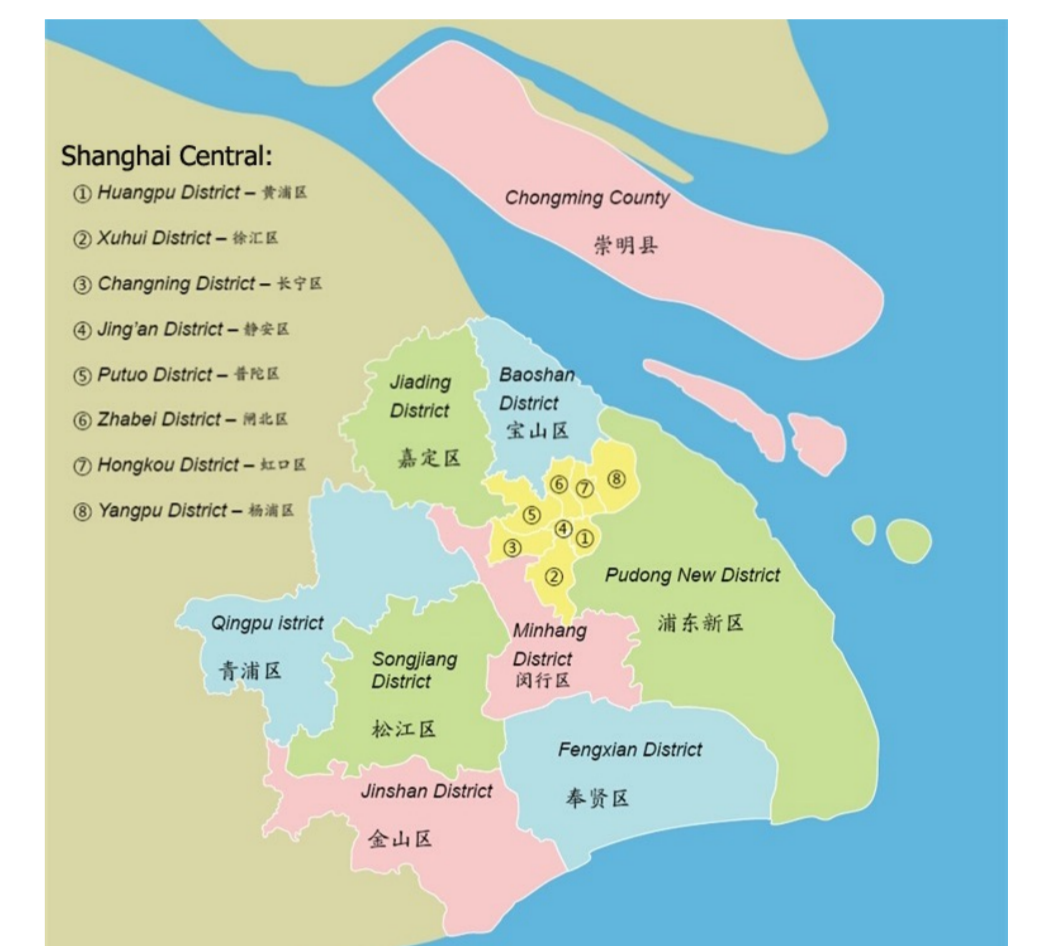 Shanghai Central:
① Huangpu District – 黄浦区
② Xuhui District – 徐汇区
③ Changning District – 长宁区
④ Jing'an District – 静安区
⑤ Putuo District – 普陀区
⑥ Zhabei District – 闸北区
⑦ Hongkou District – 虹口区
⑧ Yangpu District – 杨浦区
Chongming County
崇明县
Jiading
District
嘉定区
Baoshan
District
宝山区
⑥
⑦
⑧
⑤
④
①
③
②
Pudong New District
浦东新区
Qingpu istrict
青浦区
Songjiang
District
松江区
Minhang
District
闵行区
Fengxian District
奉贤区
Jinshan District
金山区